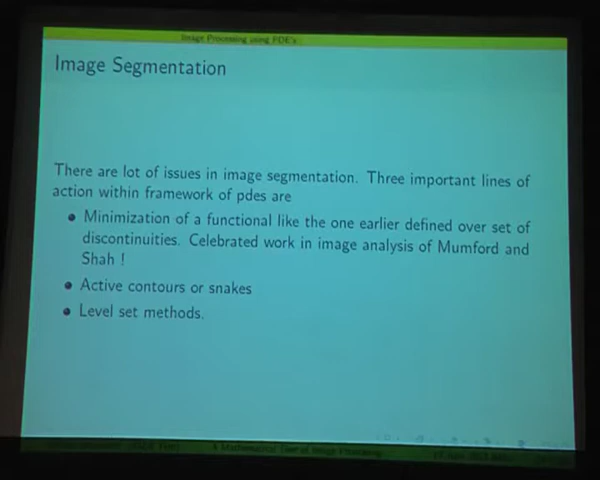 Image Processing using PDE's
Image Segmentation
There are lot of issues in image segmentation. Three important lines of
action within framework of pdes are
Minimization of a functional like the one earlier defined over set of
discontinuities. Celebrated work in image analysis of Mumford and
Shah !
Active contours or snakes
Level set methods.
A Mathematical Tour of Image Processing